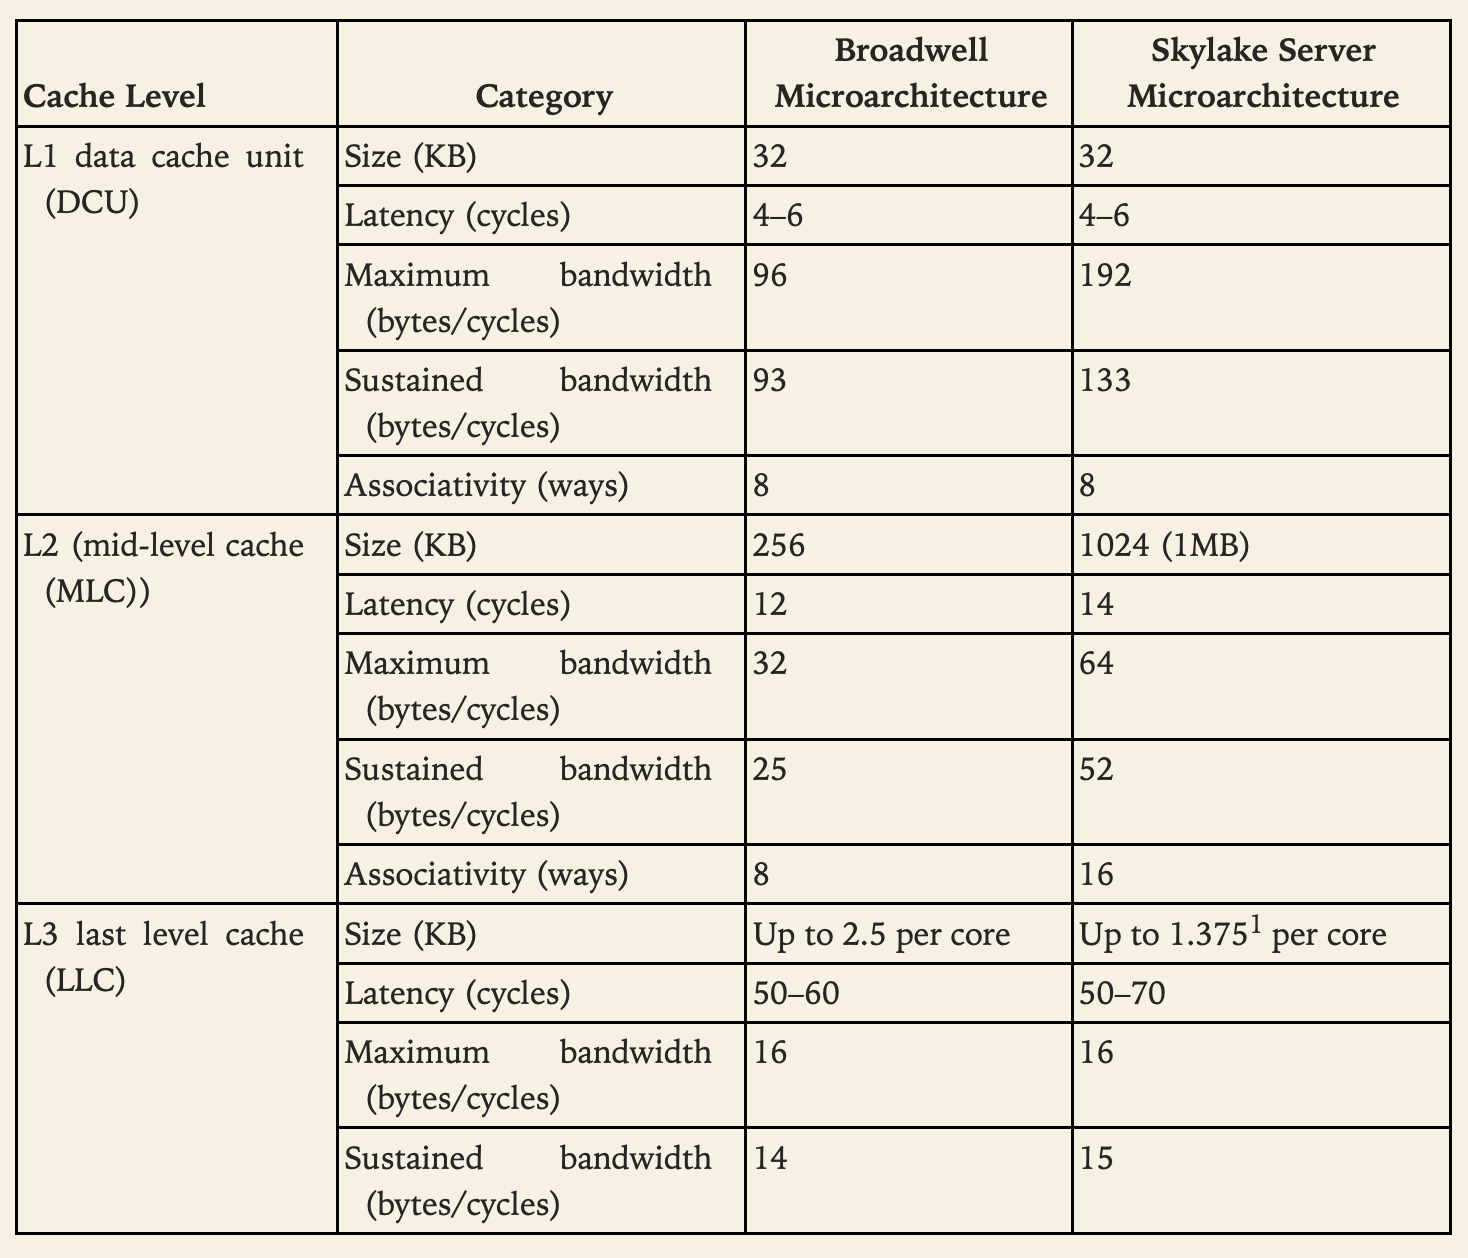 Cache Level
Category
Broadwell
Microarchitecture
Skylake Server
Microarchitecture
L1 data cache unit
(DCU)
Size (KB)
32
32
Latency (cycles)
4–6
4–6
Maximum bandwidth
(bytes/cycles)
96
192
Sustained bandwidth
(bytes/cycles)
93
133
Associativity (ways)
8
8
L2 (mid-level cache
(MLC))
Size (KB)
256
1024 (1MB)
Latency (cycles)
12
14
Maximum bandwidth
(bytes/cycles)
32
64
Sustained bandwidth
(bytes/cycles)
25
52
Associativity (ways)
8
16
L3 last level cache
(LLC)
Size (KB)
Up to 2.5 per core
Up to 1.375¹ per core
Latency (cycles)
50–60
50–70
Maximum bandwidth
(bytes/cycles)
16
16
Sustained bandwidth
(bytes/cycles)
14
15